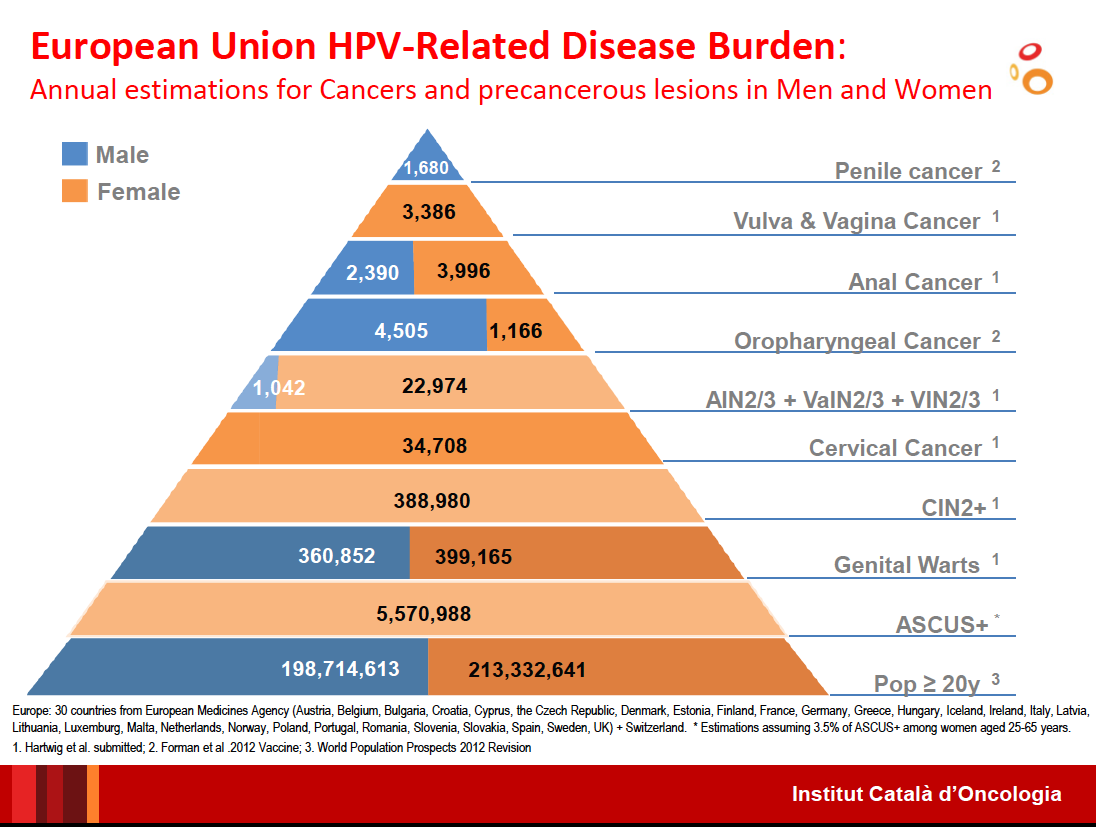 European Union HPV-Related Disease Burden:
Annual estimations for Cancers and precancerous lesions in Men and Women
Male
Female
1,680
Penile cancer 2
3,386
Vulva & Vagina Cancer 1
2,390 3,996
Anal Cancer 1
4,505 1,166
Oropharyngeal Cancer 2
1,042 22,974
AIN2/3 + VaIN2/3 + VIN2/3 1
34,708
Cervical Cancer 1
388,980
CIN2+ 1
360,852 399,165
Genital Warts 1
5,570,988
ASCUS+ *
198,714,613 213,332,641
Pop ≥ 20y 3
Europe: 30 countries from European Medicines Agency (Austria, Belgium, Bulgaria, Croatia, Cyprus, the Czech Republic, Denmark, Estonia, Finland, France, Germany, Greece, Hungary, Iceland, Ireland, Italy, Latvia,
Lithuania, Luxemburg, Malta, Netherlands, Norway, Poland, Portugal, Romania, Slovenia, Slovakia, Spain, Sweden, UK) + Switzerland. * Estimations assuming 3.5% of ASCUS+ among women aged 25-65 years.
1. Hartwig et al. submitted; 2. Forman et al .2012 Vaccine; 3. World Population Prospects 2012 Revision
Institut Català d’Oncologia